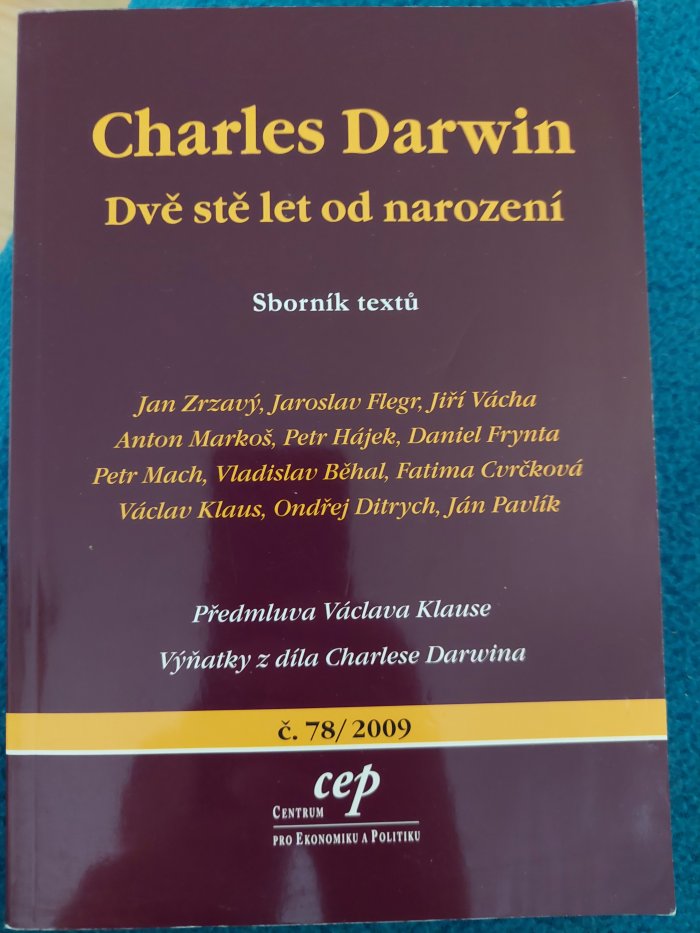 Charles Darwin
Dvě stě let od narození
Sborník textů
Jan Zrzavý, Jaroslav Flegr, Jiří Vácha
Anton Markoš, Petr Hájek, Daniel Frynta
Petr Mach, Vladislav Běhal, Fatima Cvrčková
Václav Klaus, Ondřej Ditrych, Ján Pavlík
Předmluva Václava Klause
Výňatky z díla Charlese Darwina
č. 78/2009
cep
Centrum
pro Ekonomiku a Politiku